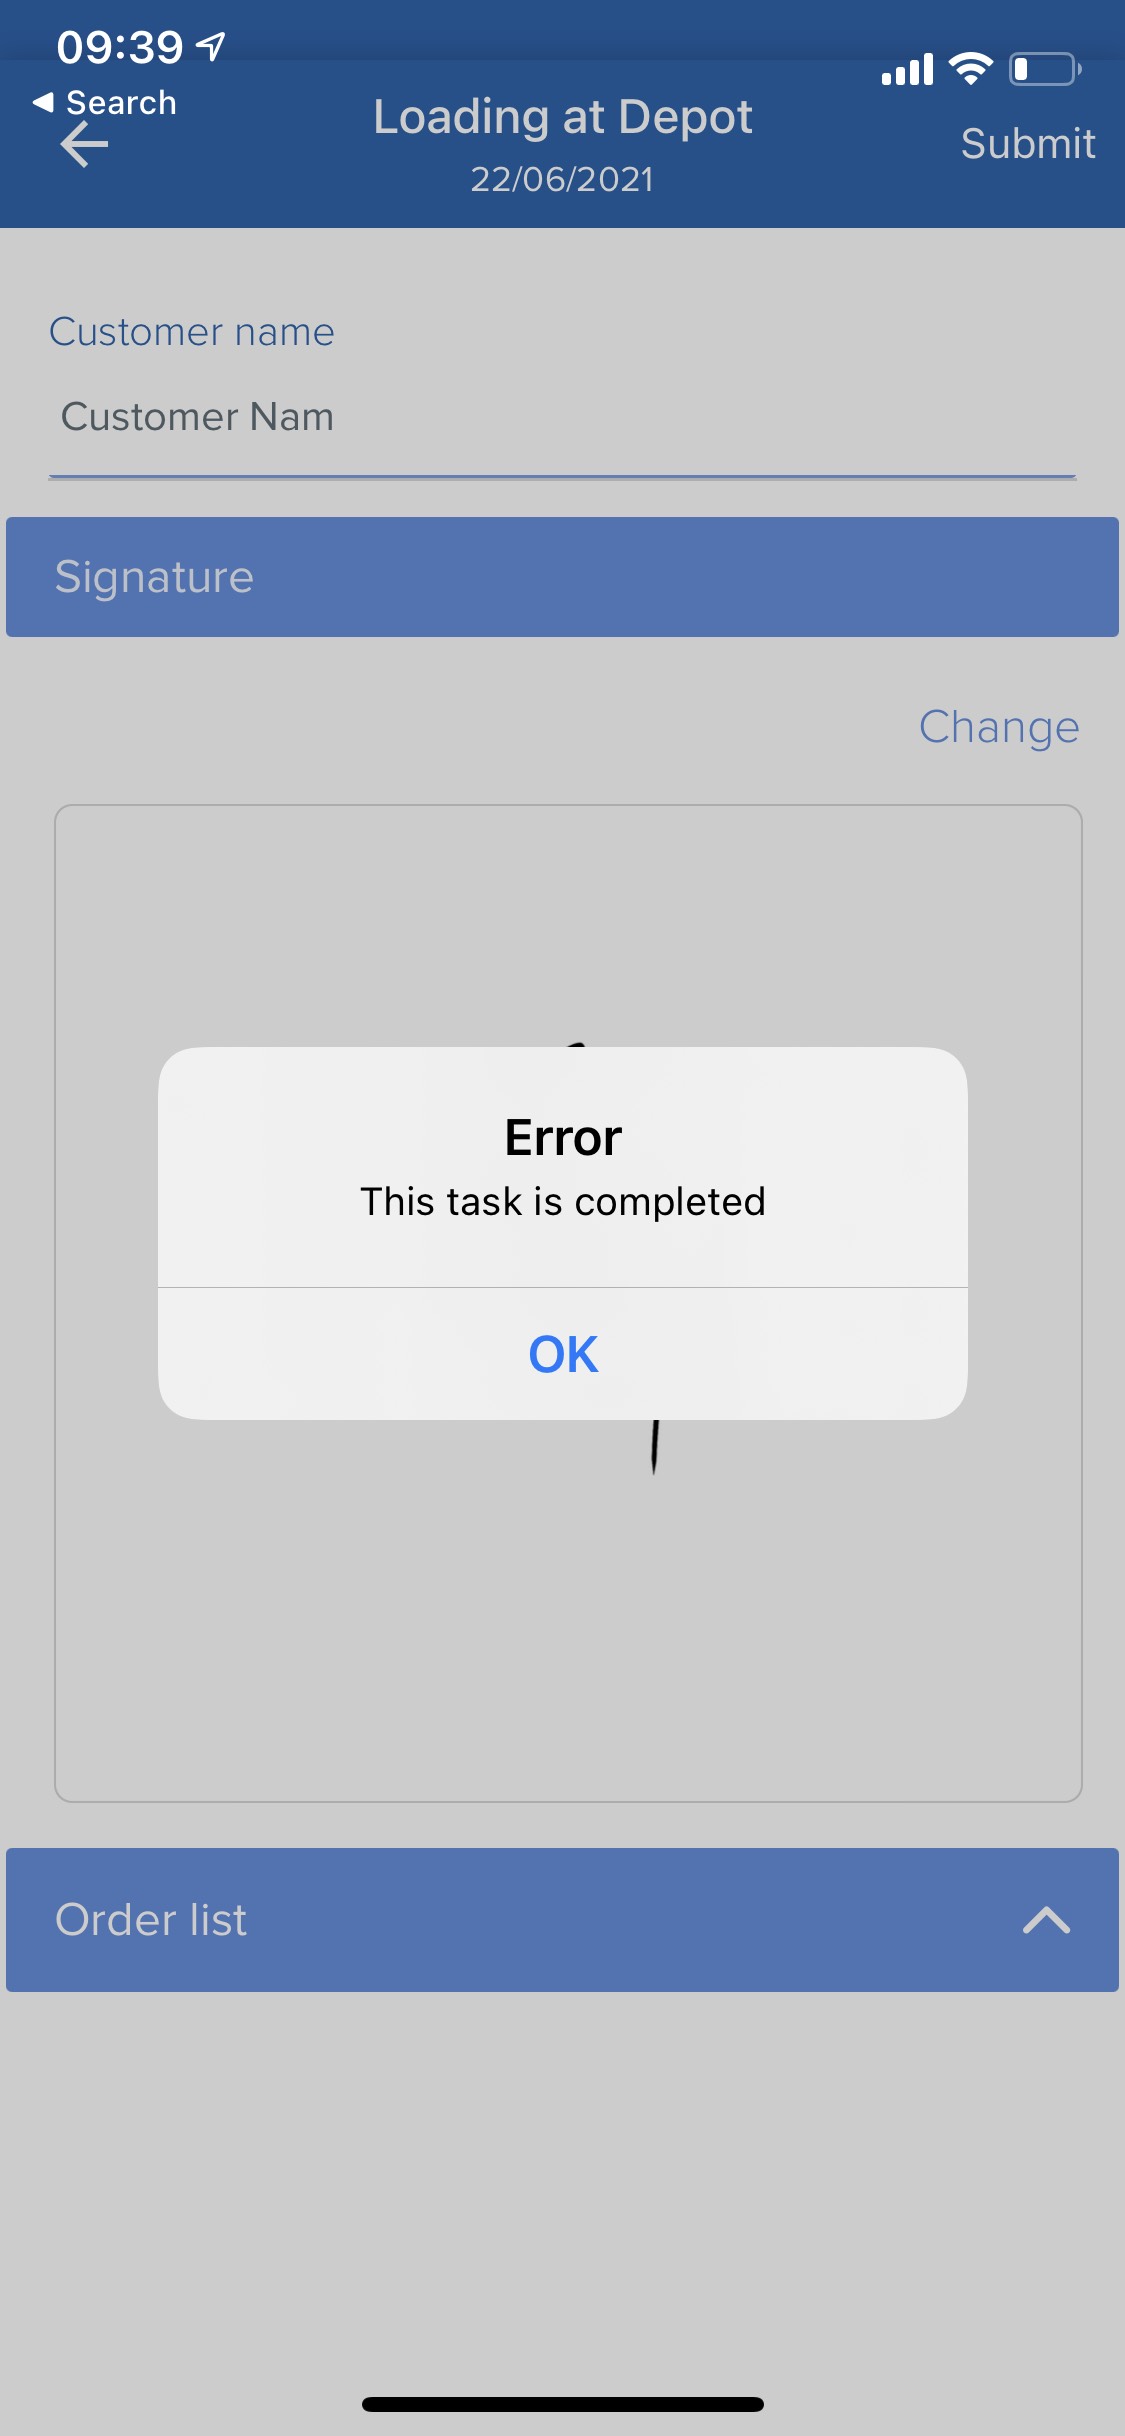 09:39
Search
Loading at Depot
Submit
22/06/2021
Customer name
Customer Nam
Signature
Change
Error
This task is completed
OK
Order list